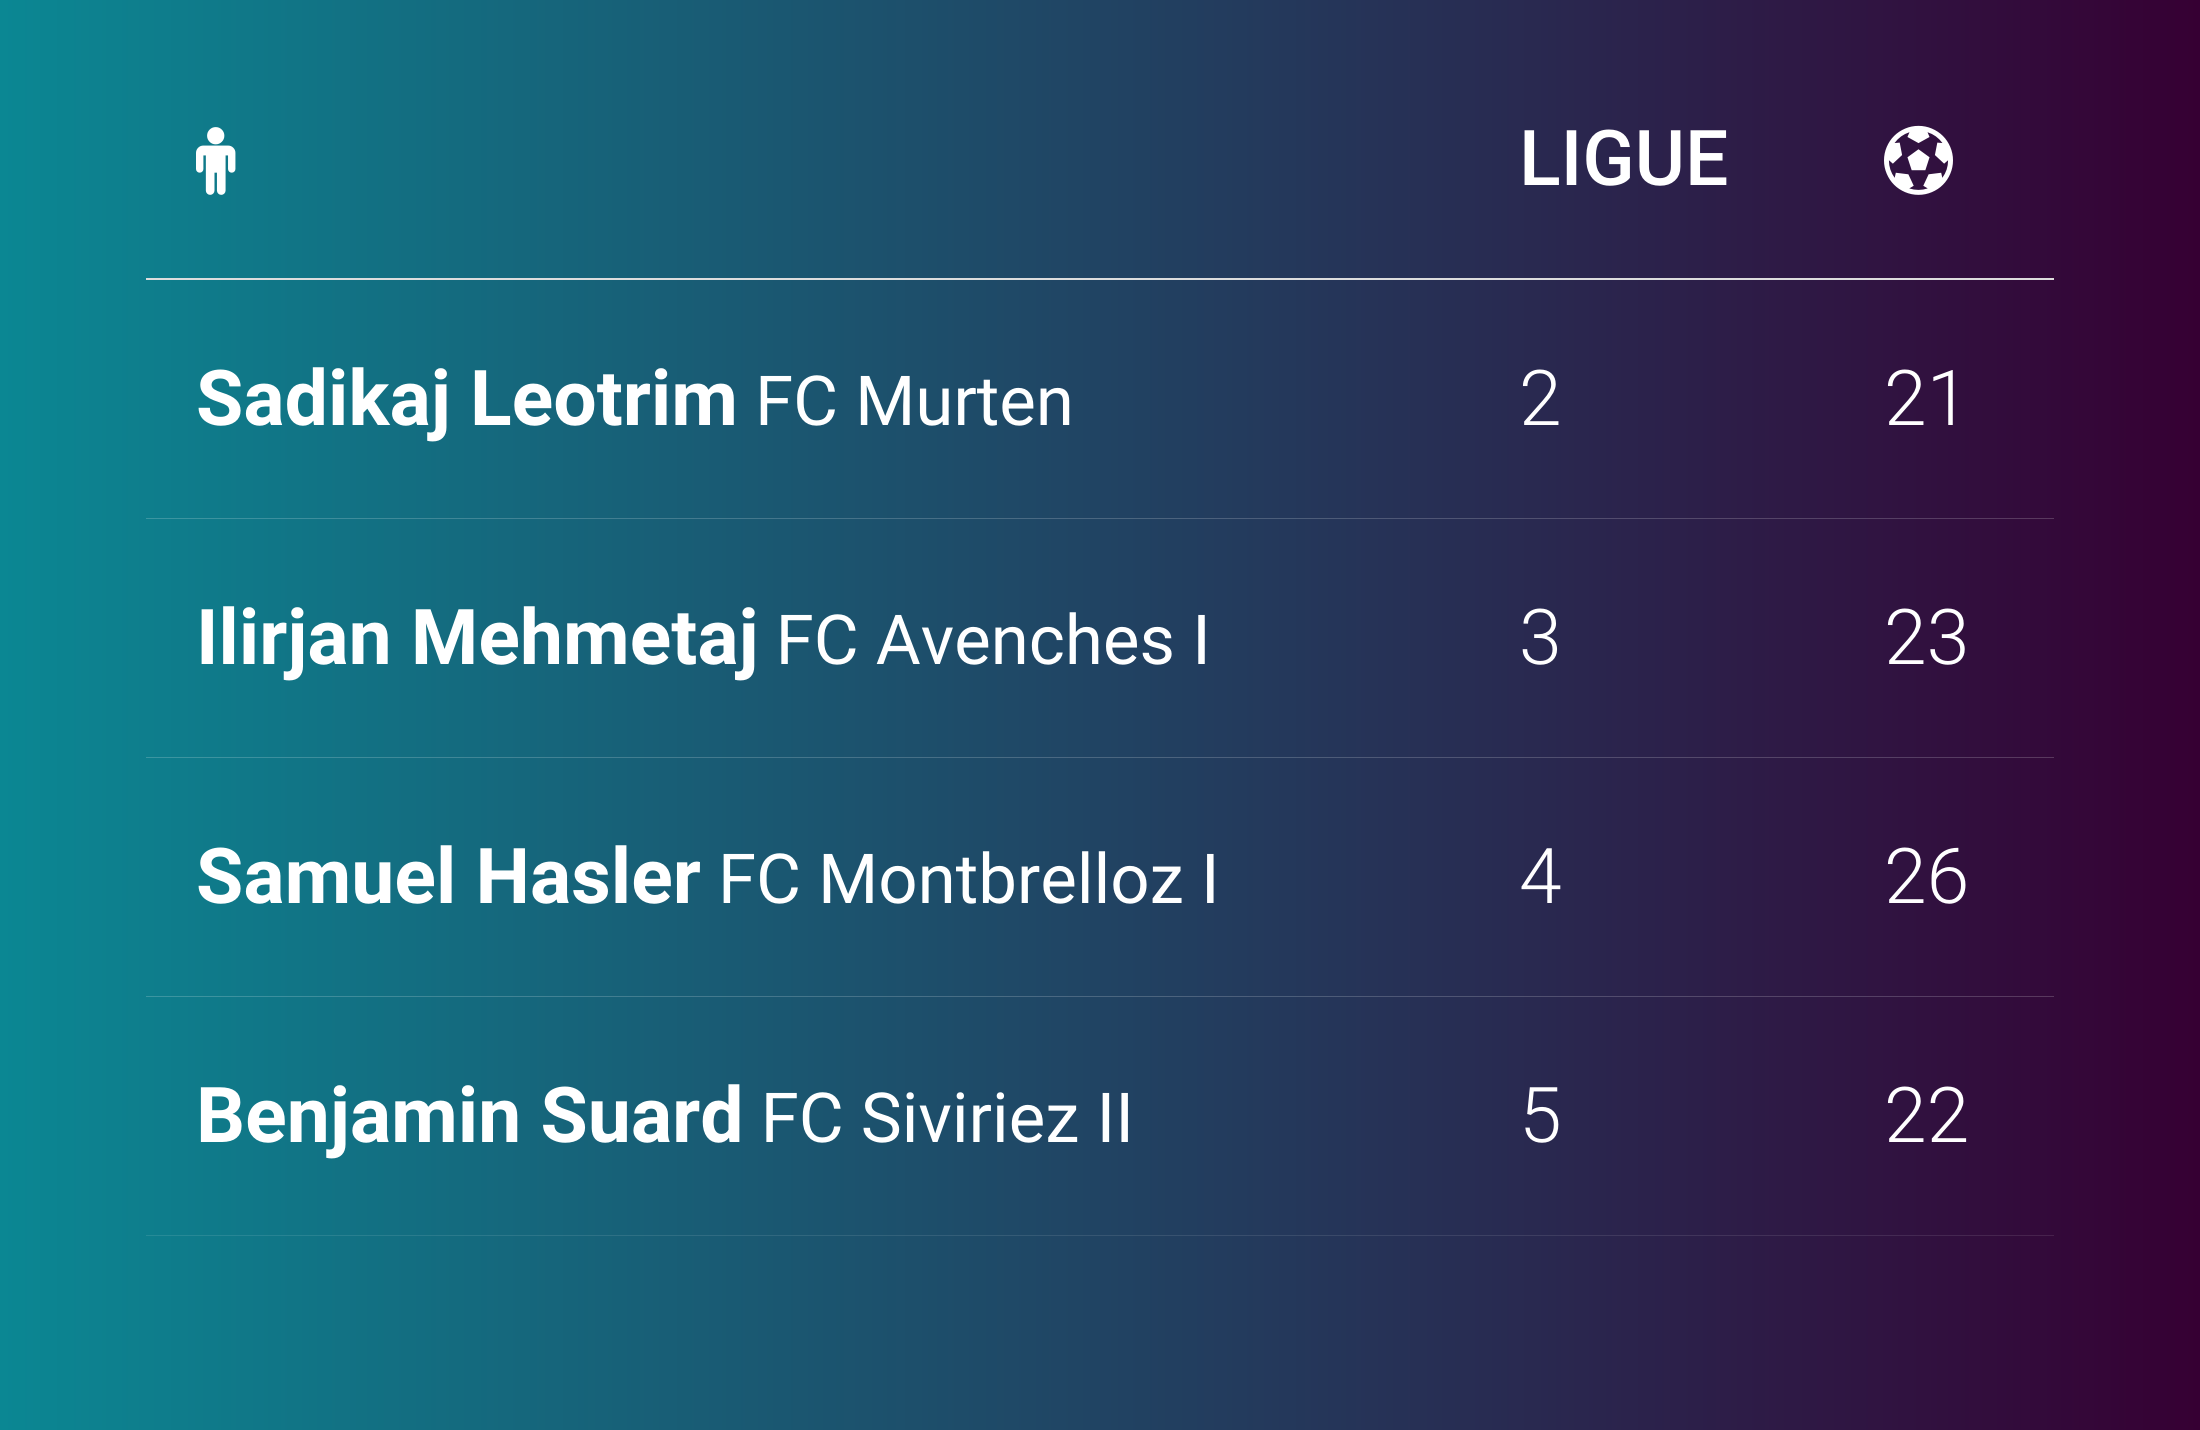 LIGUE
Sadikaj Leotrim FC Murten 2 21
Ilirjan Mehmetaj FC Avenches I 3 23
Samuel Hasler FC Montbrelloz I 4 26
Benjamin Suard FC Siviriez II 5 22